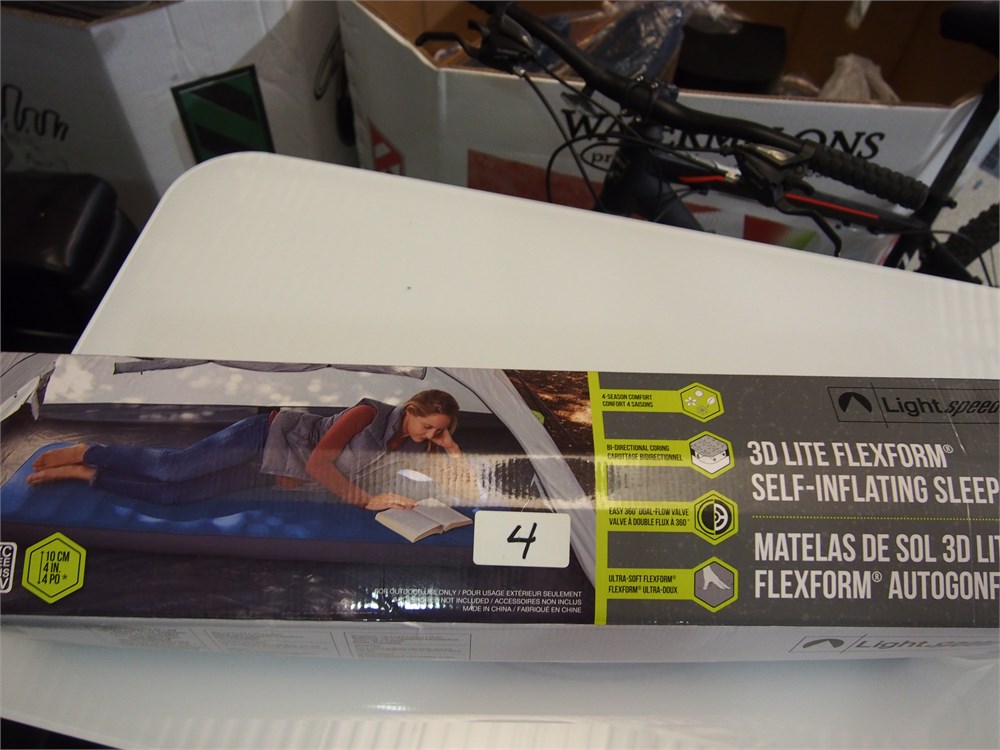 WATERMELONS
4-SEASON COMFORT
CONFORT 4 SAISONS
BI-DIRECTIONAL CORING
CAROTTAGE BIDIRECTIONNEL
EASY 360° DUAL-FLOW VALVE
VALVE À DOUBLE FLUX À 360°
ULTRA-SOFT FLEXFORM®
FLEXFORM® ULTRA-DOUX
Lightspeed
3D LITE FLEXFORM®
SELF-INFLATING SLEEP
MATELAS DE SOL 3D LIT
FLEXFORM® AUTOGONF
4
10 CM
4 IN.
4 PO*
FOR OUTDOOR USE ONLY / POUR USAGE EXTÉRIEUR SEULEMENT
NOT INCLUDED / ACCESSOIRES NON INCLUS
MADE IN CHINA / FABRIQUÉ EN CHINE
Lightspeed